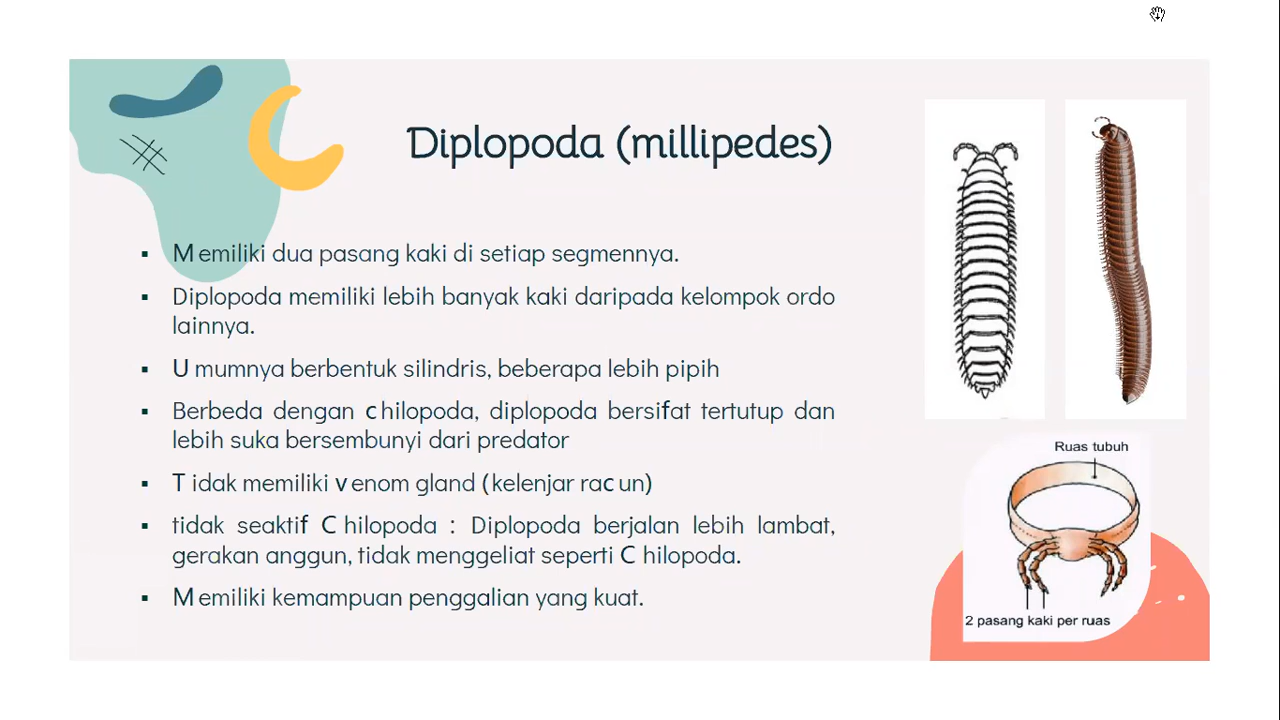 Diplopoda (millipedes)
▪ Memiliki dua pasang kaki di setiap segmennya.
▪ Diplopoda memiliki lebih banyak kaki daripada kelompok ordo
lainnya.
▪ Umumnya berbentuk silindris, beberapa lebih pipih
▪ Berbeda dengan chilopoda, diplopoda bersifat tertutup dan
lebih suka bersembunyi dari predator
▪ Tidak memiliki venom gland (kelenjar racun)
▪ tidak seaktif Chilopoda : Diplopoda berjalan lebih lambat,
gerakan anggun, tidak menggeliat seperti Chilopoda.
▪ Memiliki kemampuan penggalian yang kuat.
Ruas tubuh
2 pasang kaki per ruas